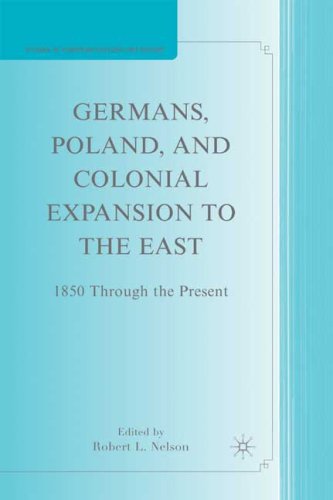 GERMANS,
POLAND, AND
COLONIAL
EXPANSION TO
THE EAST
1850 Through the Present
Edited by
Robert L. Nelson